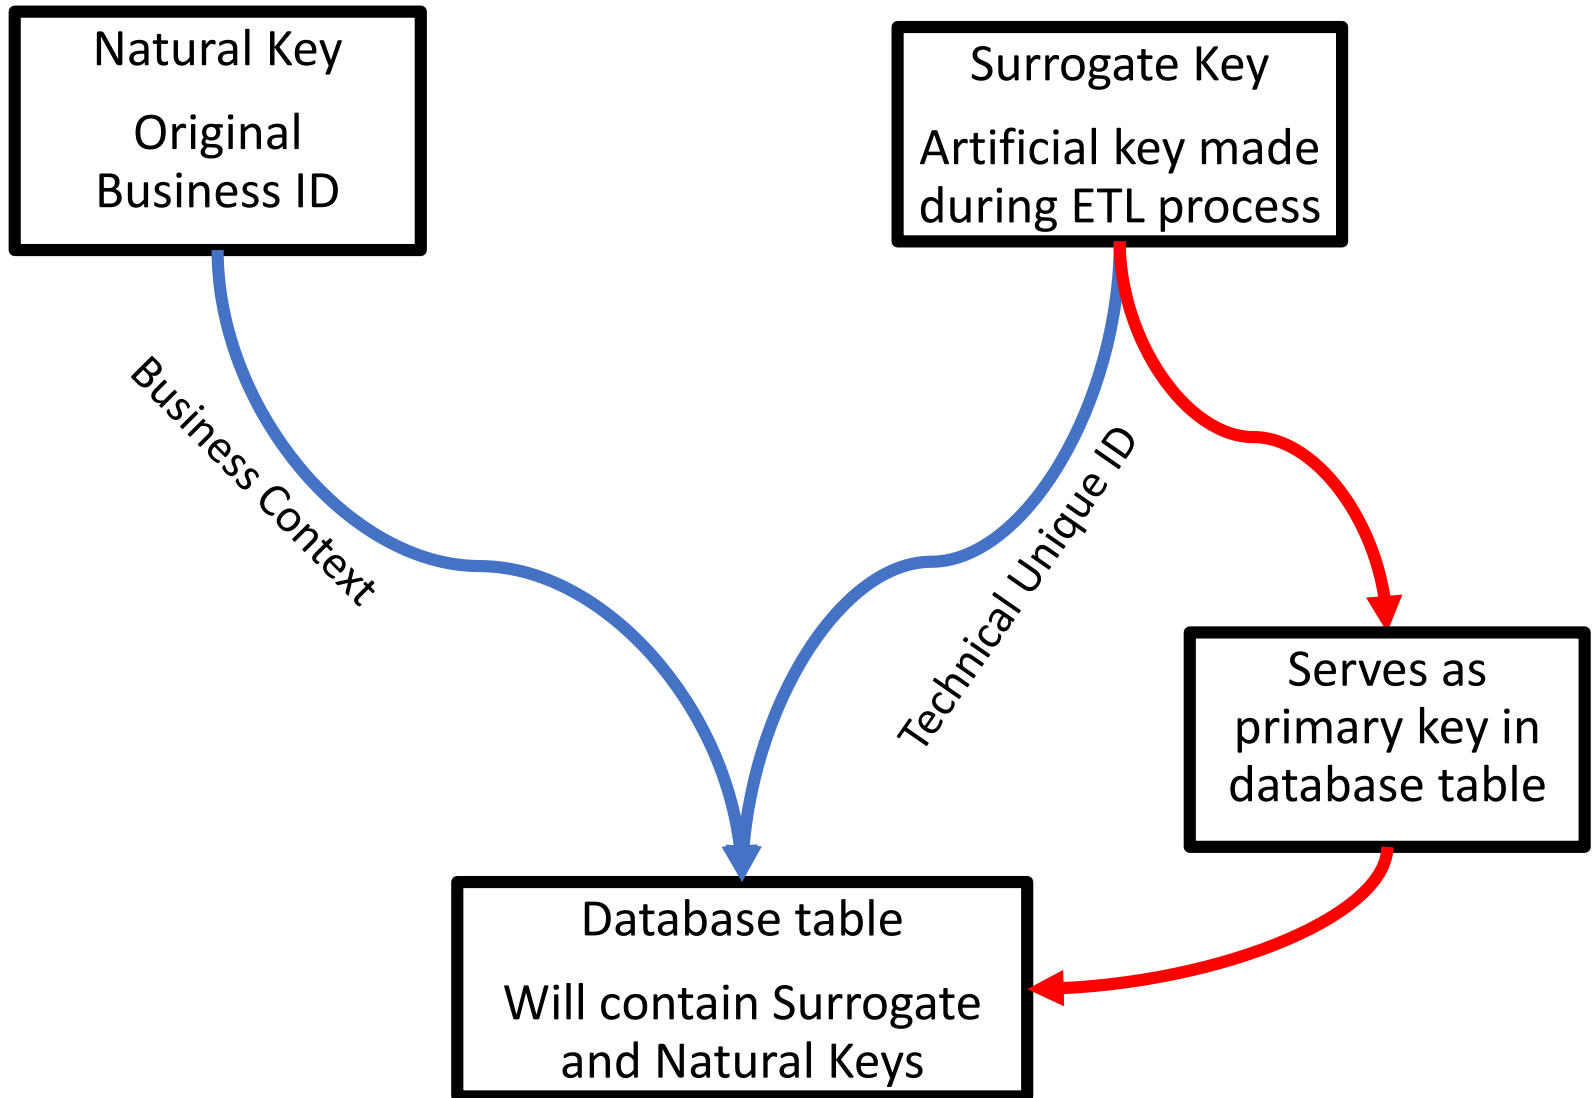 Natural Key
Original
Business ID
Surrogate Key
Artificial key made
during ETL process
Business Context
Technical Unique ID
Serves as
primary key in
database table
Database table
Will contain Surrogate
and Natural Keys